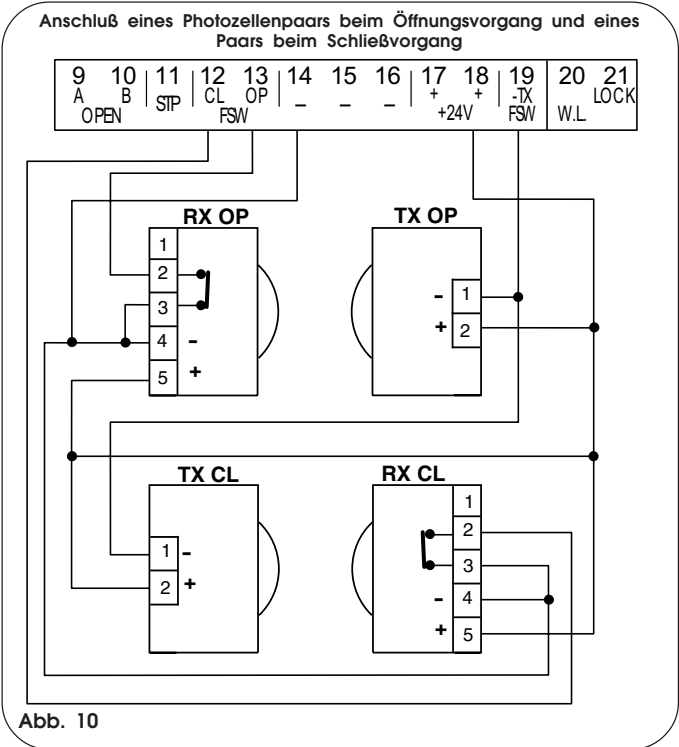 Anschluß eines Photozellenpaars beim Öffnungsvorgang und eines
Paars beim Schließvorgang
9 10 11 12 13 14 15 16 17 18 19 20 21
A B STP CL OP – – – + + -TX LOCK
OPEN FSW +24V FSW W.L.
RX OP TX OP
1
2
3
4 -
5 +
- 1
+ 2
TX CL RX CL
1 -
2 +
1
2
3
- 4
+ 5
Abb. 10